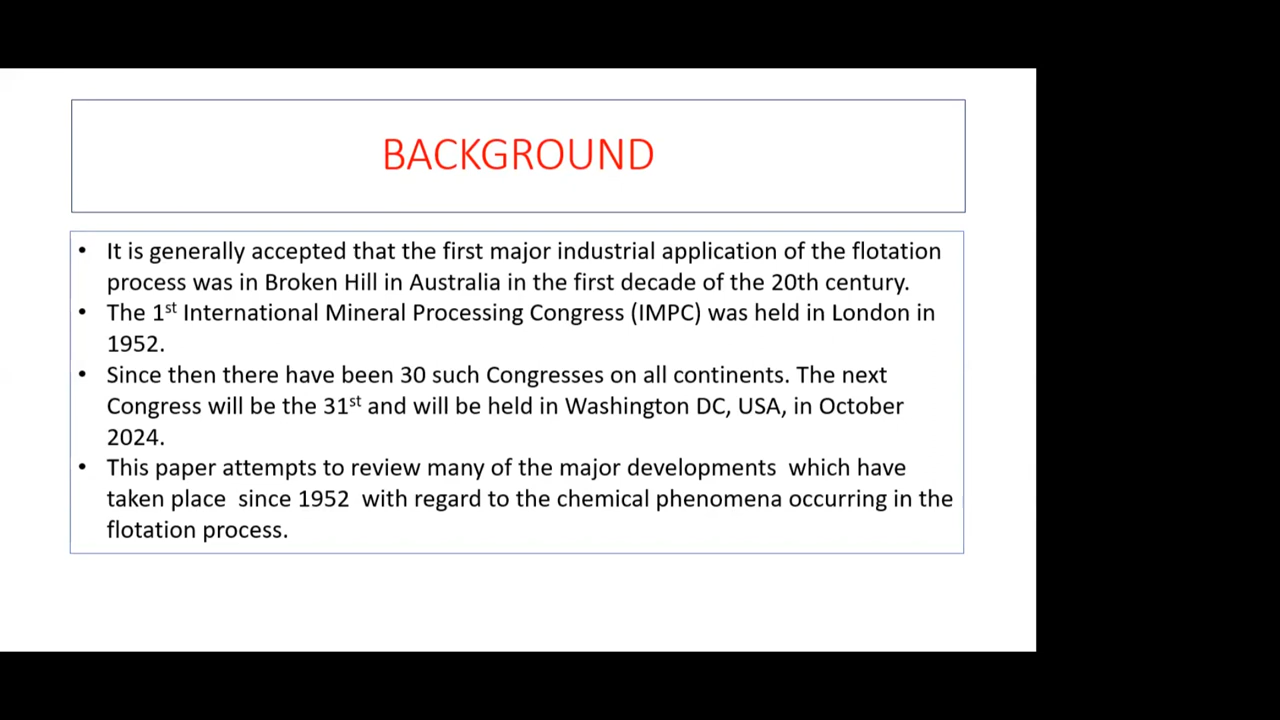 BACKGROUND
• It is generally accepted that the first major industrial application of the flotation
process was in Broken Hill in Australia in the first decade of the 20th century.
• The 1st International Mineral Processing Congress (IMPC) was held in London in
1952.
• Since then there have been 30 such Congresses on all continents. The next
Congress will be the 31st and will be held in Washington DC, USA, in October
2024.
• This paper attempts to review many of the major developments  which have
taken place  since 1952  with regard to the chemical phenomena occurring in the
flotation process.